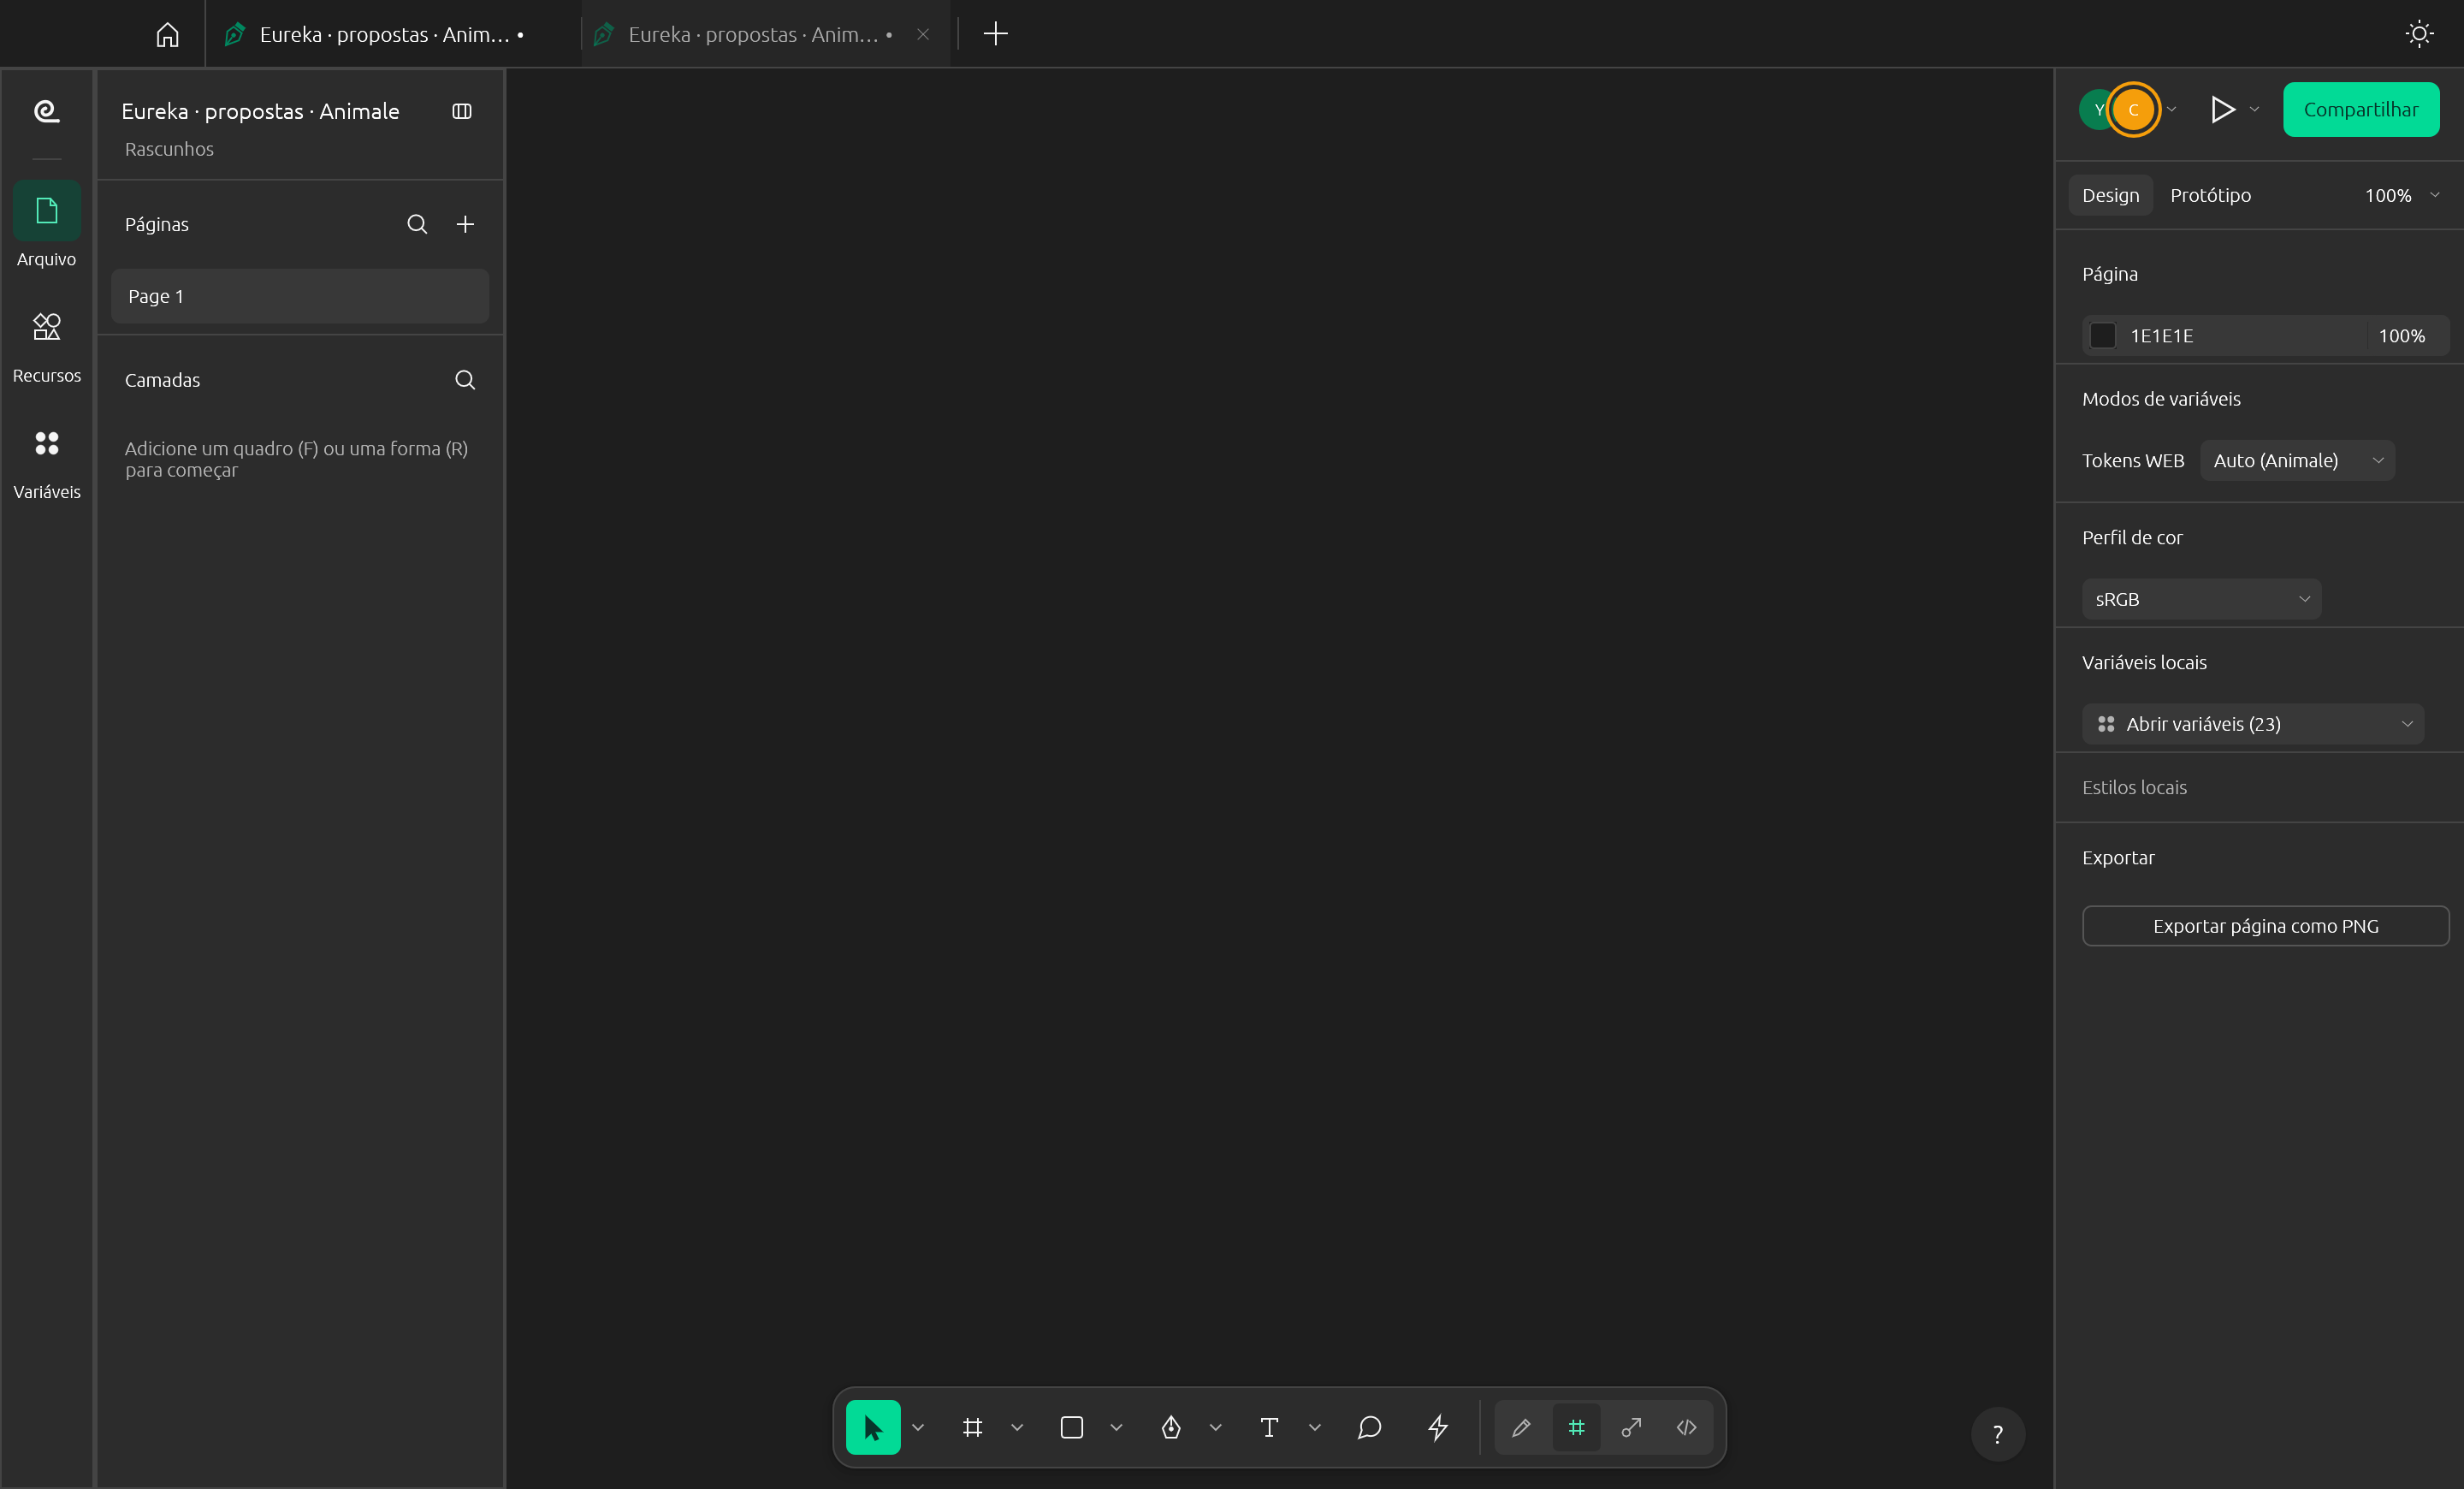 Eureka · propostas · Anim... •
Eureka · propostas · Anim... •
Eureka · propostas · Animale
Rascunhos
Arquivo
Recursos
Variáveis
Páginas
Page 1
Camadas
Adicione um quadro (F) ou uma forma (R)
para começar
Y
C
Compartilhar
Design
Protótipo
100%
Página
1E1E1E
100%
Modos de variáveis
Tokens WEB
Auto (Animale)
Perfil de cor
sRGB
Variáveis locais
Abrir variáveis (23)
Estilos locais
Exportar
Exportar página como PNG
?